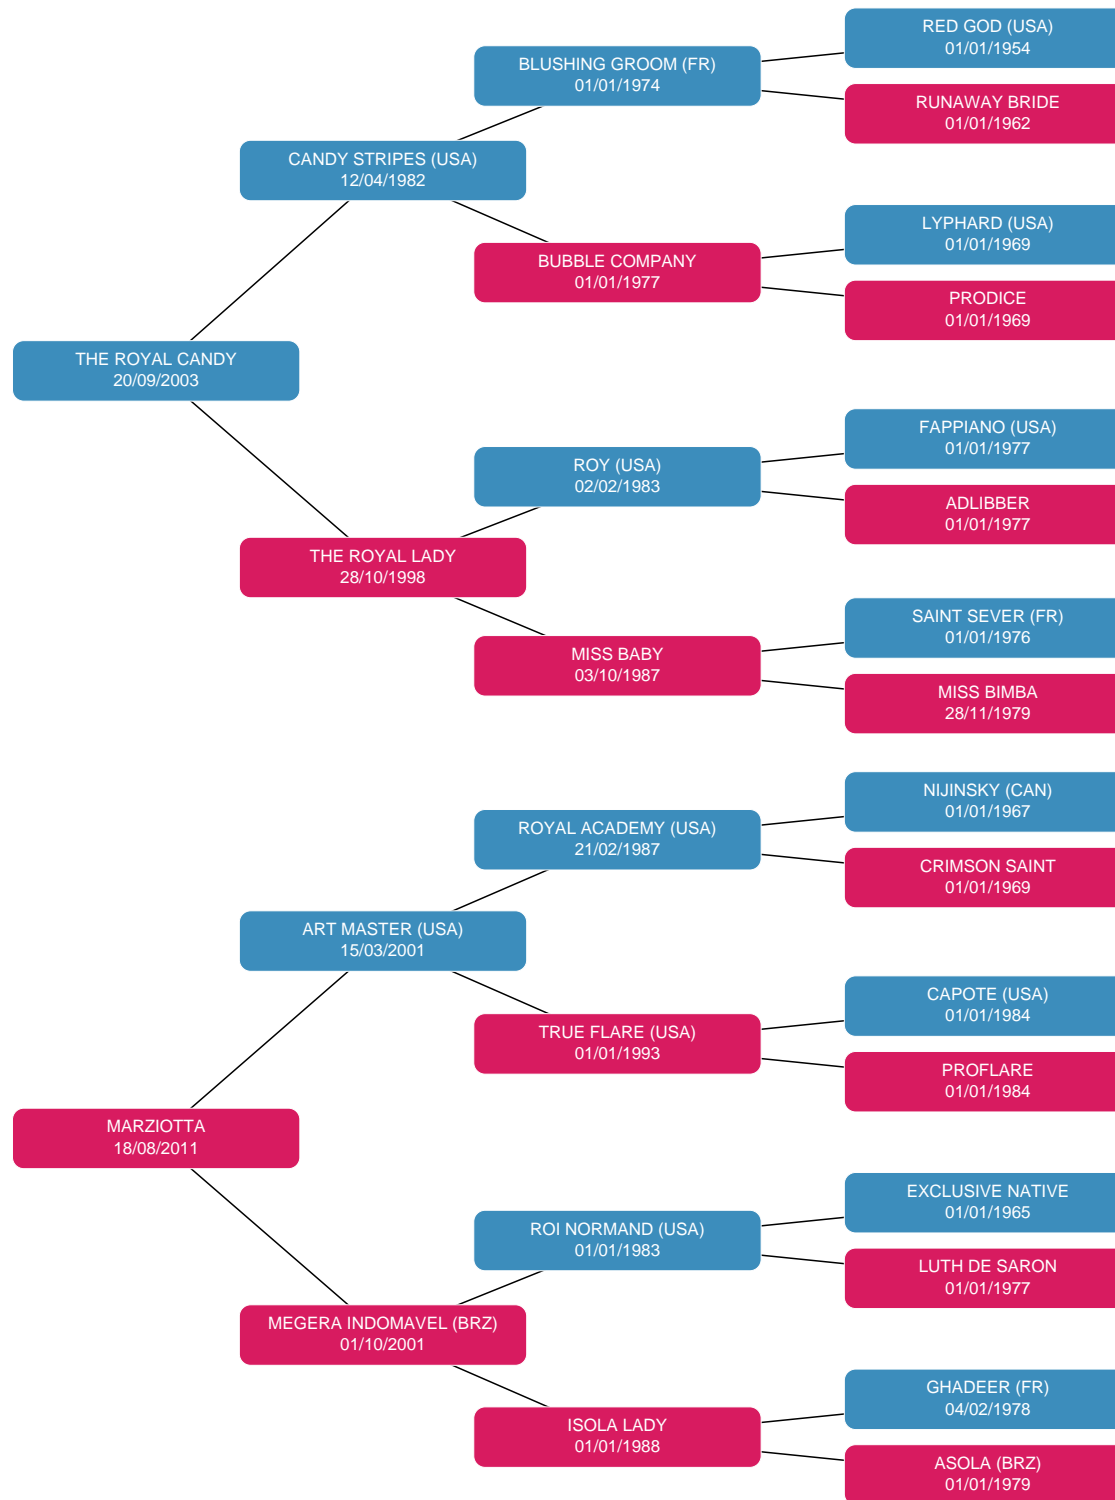 RED GOD (USA)
01/01/1954
BLUSHING GROOM (FR)
01/01/1974
RUNAWAY BRIDE
01/01/1962
CANDY STRIPES (USA)
12/04/1982
LYPHARD (USA)
01/01/1969
BUBBLE COMPANY
01/01/1977
PRODICE
01/01/1969
THE ROYAL CANDY
20/09/2003
FAPPIANO (USA)
01/01/1977
ROY (USA)
02/02/1983
ADLIBBER
01/01/1977
THE ROYAL LADY
28/10/1998
SAINT SEVER (FR)
01/01/1976
MISS BABY
03/10/1987
MISS BIMBA
28/11/1979
NIJINSKY (CAN)
01/01/1967
ROYAL ACADEMY (USA)
21/02/1987
CRIMSON SAINT
01/01/1969
ART MASTER (USA)
15/03/2001
CAPOTE (USA)
01/01/1984
TRUE FLARE (USA)
01/01/1993
PROFLARE
01/01/1984
MARZIOTTA
18/08/2011
EXCLUSIVE NATIVE
01/01/1965
ROI NORMAND (USA)
01/01/1983
LUTH DE SARON
01/01/1977
MEGERA INDOMAVEL (BRZ)
01/10/2001
GHADEER (FR)
04/02/1978
ISOLA LADY
01/01/1988
ASOLA (BRZ)
01/01/1979